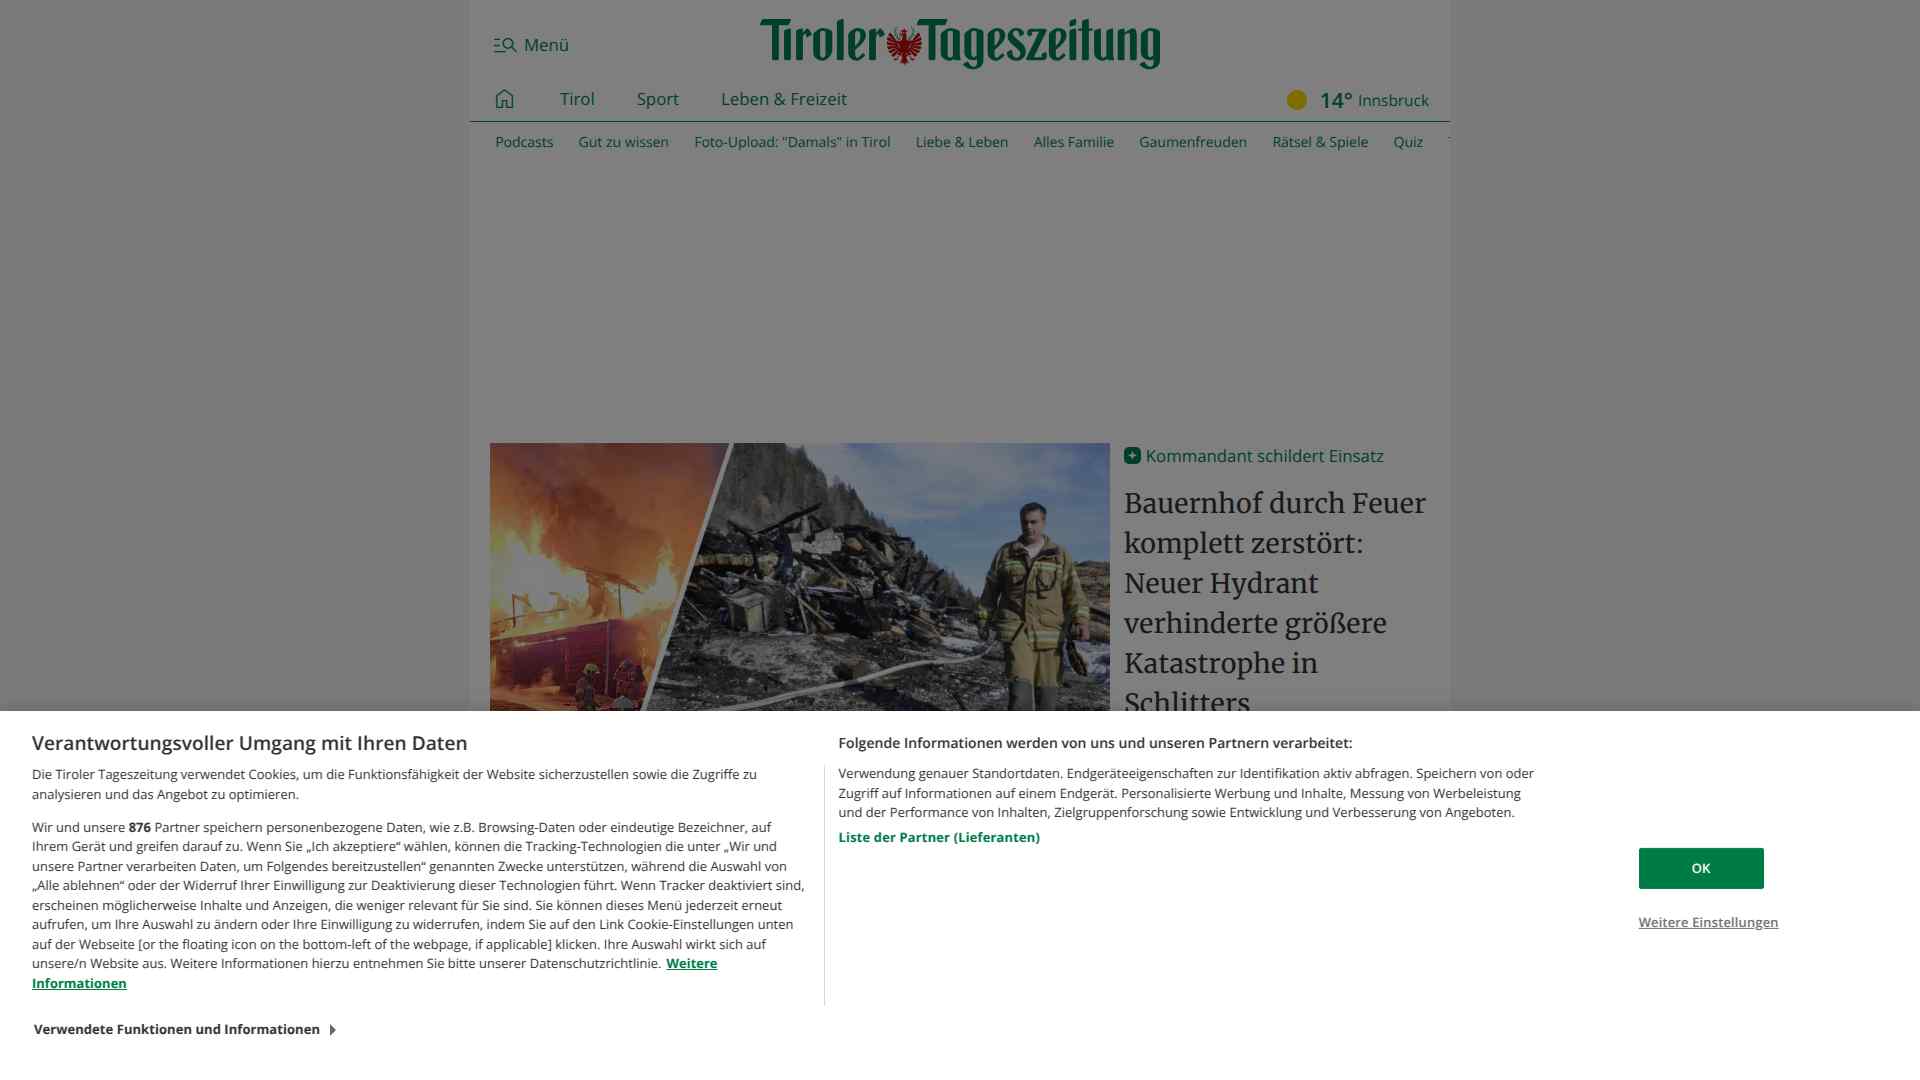 Menü
Tiroler Tageszeitung
Tirol Sport Leben & Freizeit
14° Innsbruck
Podcasts Gut zu wissen Foto-Upload: "Damals" in Tirol Liebe & Leben Alles Familie Gaumenfreuden Rätsel & Spiele Quiz
Kommandant schildert Einsatz
Bauernhof durch Feuer
komplett zerstört:
Neuer Hydrant
verhinderte größere
Katastrophe in
Schlitters
Verantwortungsvoller Umgang mit Ihren Daten
Die Tiroler Tageszeitung verwendet Cookies, um die Funktionsfähigkeit der Website sicherzustellen sowie die Zugriffe zu
analysieren und das Angebot zu optimieren.
Wir und unsere 876 Partner speichern personenbezogene Daten, wie z.B. Browsing-Daten oder eindeutige Bezeichner, auf
Ihrem Gerät und greifen darauf zu. Wenn Sie „Ich akzeptiere“ wählen, können die Tracking-Technologien die unter „Wir und
unsere Partner verarbeiten Daten, um Folgendes bereitzustellen“ genannten Zwecke unterstützen, während die Auswahl von
„Alle ablehnen“ oder der Widerruf Ihrer Einwilligung zur Deaktivierung dieser Technologien führt. Wenn Tracker deaktiviert sind,
erscheinen möglicherweise Inhalte und Anzeigen, die weniger relevant für Sie sind. Sie können dieses Menü jederzeit erneut
aufrufen, um Ihre Auswahl zu ändern oder Ihre Einwilligung zu widerrufen, indem Sie auf den Link Cookie-Einstellungen unten
auf der Webseite [or the floating icon on the bottom-left of the webpage, if applicable] klicken. Ihre Auswahl wirkt sich auf
unsere/n Website aus. Weitere Informationen hierzu entnehmen Sie bitte unserer Datenschutzrichtlinie. Weitere
Informationen
Verwendete Funktionen und Informationen
Folgende Informationen werden von uns und unseren Partnern verarbeitet:
Verwendung genauer Standortdaten. Endgeräteeigenschaften zur Identifikation aktiv abfragen. Speichern von oder
Zugriff auf Informationen auf einem Endgerät. Personalisierte Werbung und Inhalte, Messung von Werbeleistung
und der Performance von Inhalten, Zielgruppenforschung sowie Entwicklung und Verbesserung von Angeboten.
Liste der Partner (Lieferanten)
OK
Weitere Einstellungen